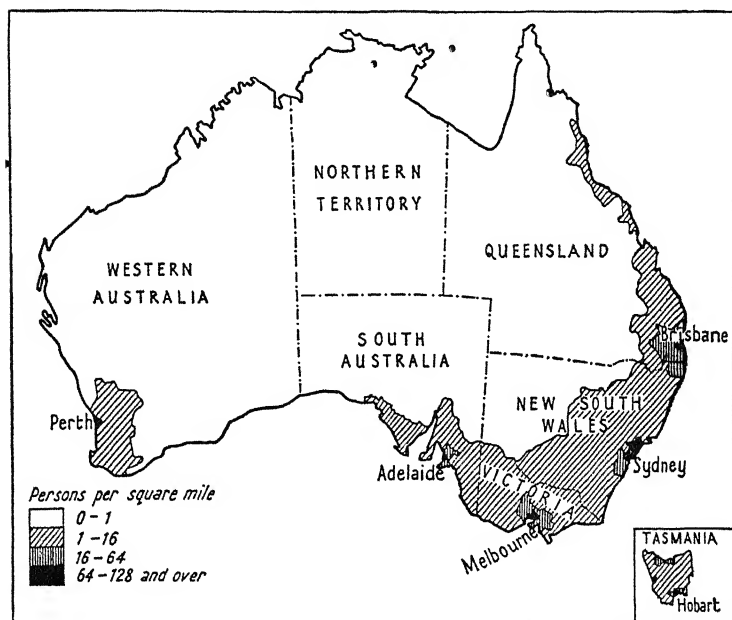 NORTHERN
TERRITORY
QUEENSLAND
WESTERN
AUSTRALIA
SOUTH
AUSTRALIA
Brisbane
NEW SOUTH
WALES
Perth
Adelaide
Sydney
VICTORIA
Melbourne
Persons per square mile
0-1
1-16
16-64
64-128 and over
TASMANIA
Hobart